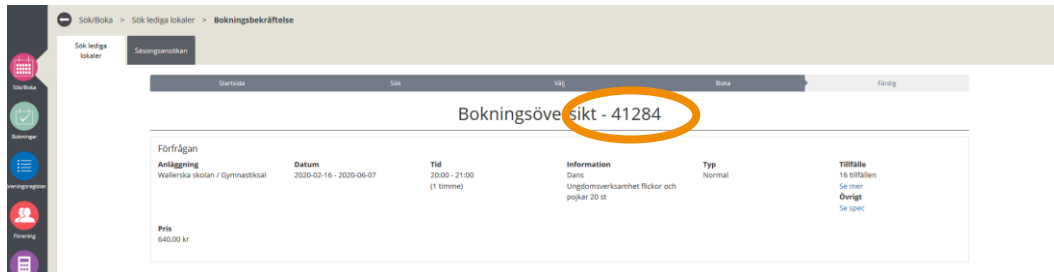 Sök/Boka > Sök lediga lokaler > Bokningsbekräftelse
Sök lediga lokaler
Säsongsansökan
Sök/Boka
Bokningar
öreningsregister
Förening
Startsida Sök Välj Boka Färdig
Bokningsöversikt - 41284
Förfrågan
Anläggning Datum Tid Information Typ Tillfälle
Wallerska skolan / Gymnastiksal 2020-02-16 - 2020-06-07 20:00 - 21:00 Dans Normal 16 tillfällen
(1 timme) Ungdomsverksamhet flickor och Se mer
pojkar 20 st Övrigt
Se spec
Pris
640,00 kr